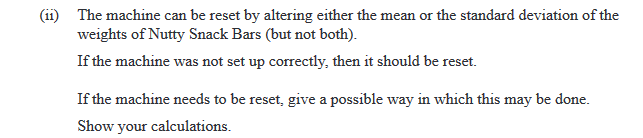 (ii) The machine can be reset by altering either the mean or the standard deviation of the
weights of Nutty Snack Bars (but not both).
If the machine was not set up correctly, then it should be reset.
If the machine needs to be reset, give a possible way in which this may be done.
Show your calculations.